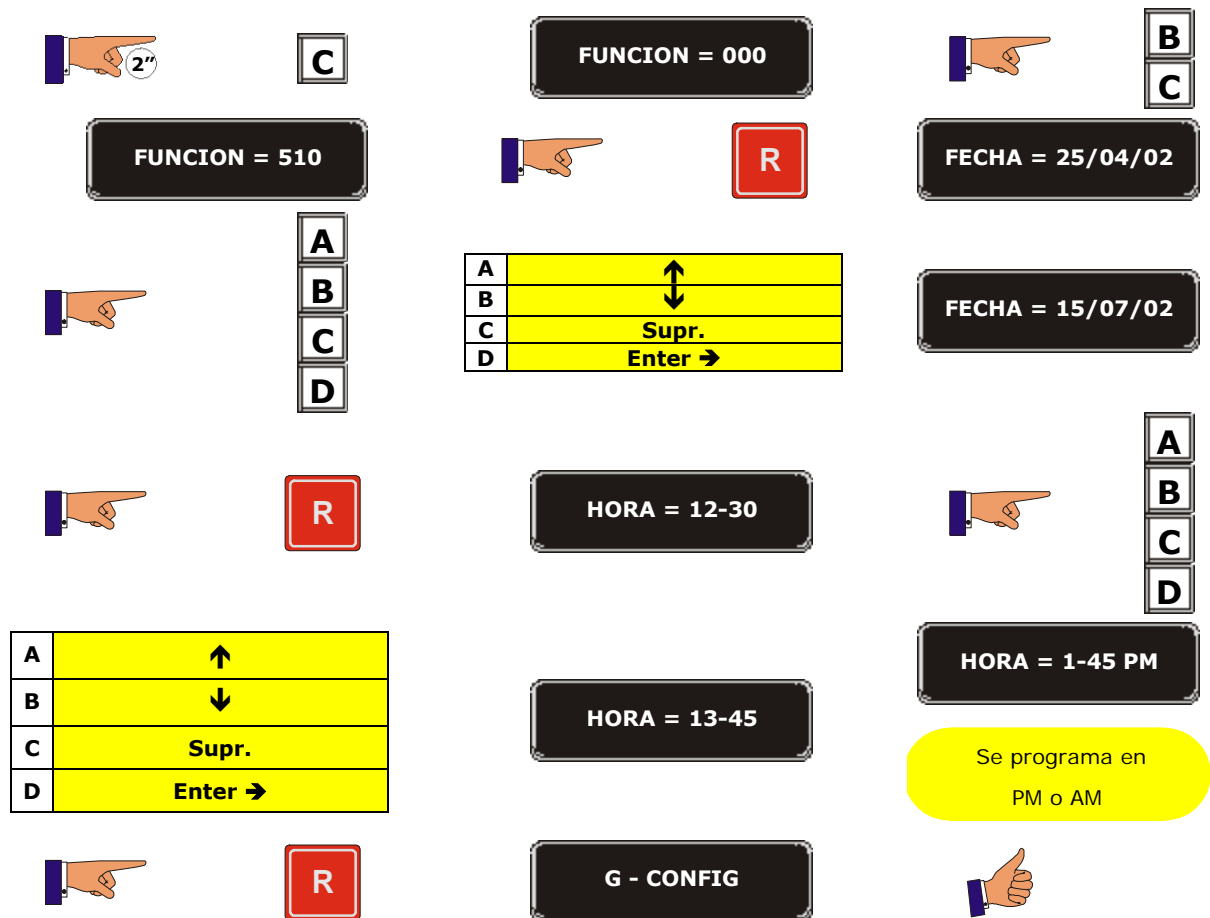 2"
C
FUNCION = 000
B
C
FUNCION = 510
R
FECHA = 25/04/02
A
B
C
D
A ↑
B ↓
C Supr.
D Enter →
FECHA = 15/07/02
R
HORA = 12-30
A
B
C
D
A ↑
B ↓
C Supr.
D Enter →
HORA = 13-45
HORA = 1-45 PM
Se programa en
PM o AM
R
G - CONFIG